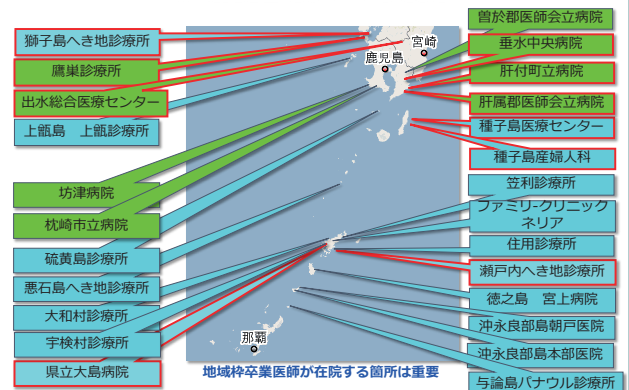 獅子島へき地診療所
鷹巣診療所
出水総合医療センター
上甑島 上甑診療所
坊津病院
枕崎市立病院
硫黄島診療所
悪石島へき地診療所
大和村診療所
宇検村診療所
県立大島病院
宮崎
鹿児島
那覇
地域枠卒業医師が在院する箇所は重要
曽於郡医師会立病院
垂水中央病院
肝付町立病院
肝属郡医師会立病院
種子島医療センター
種子島産婦人科
笠利診療所
ファミリークリニック
ネリア
住用診療所
瀬戸内へき地診療所
徳之島 宮上病院
沖永良部島朝戸医院
沖永良部島本部医院
与論島パナウル診療所